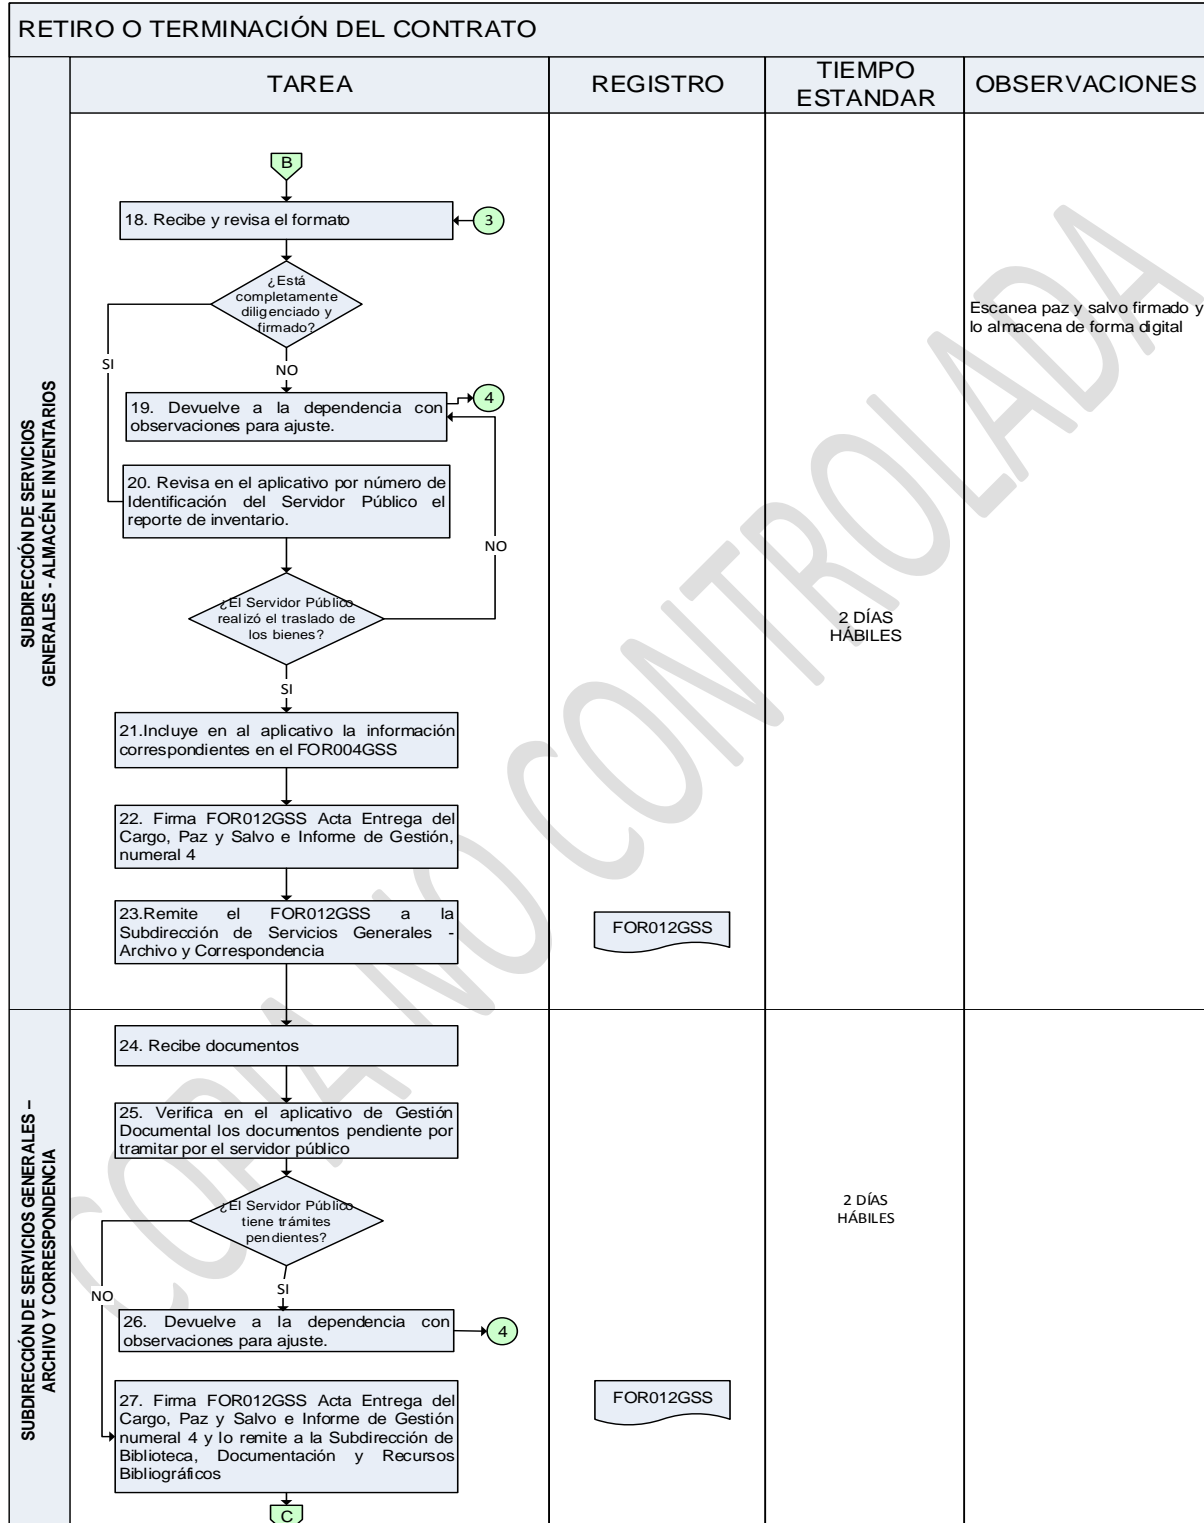 RETIRO O TERMINACIÓN DEL CONTRATO
TAREA
REGISTRO
TIEMPO
ESTANDAR
OBSERVACIONES
SUBDIRECCIÓN DE SERVICIOS
GENERALES - ALMACÉN E INVENTARIOS
B
18. Recibe y revisa el formato
3
¿Está
completamente
diligenciado y
firmado?
SI
NO
19. Devuelve a la dependencia con
observaciones para ajuste.
4
20. Revisa en el aplicativo por número de
Identificación del Servidor Público el
reporte de inventario.
NO
¿El Servidor Público
realizó el traslado de
los bienes?
SI
21.Incluye en al aplicativo la información
correspondientes en el FOR004GSS
22. Firma FOR012GSS Acta Entrega del
Cargo, Paz y Salvo e Informe de Gestión,
numeral 4
23.Remite el FOR012GSS a la
Subdirección de Servicios Generales -
Archivo y Correspondencia
FOR012GSS
2 DÍAS
HÁBILES
Escanea paz y salvo firmado y
lo almacena de forma digital
SUBDIRECCIÓN DE SERVICIOS GENERALES –
ARCHIVO Y CORRESPONDENCIA
24. Recibe documentos
25. Verifica en el aplicativo de Gestión
Documental los documentos pendiente por
tramitar por el servidor público
¿El Servidor Público
tiene trámites
pendientes?
NO
SI
26. Devuelve a la dependencia con
observaciones para ajuste.
4
27. Firma FOR012GSS Acta Entrega del
Cargo, Paz y Salvo e Informe de Gestión
numeral 4 y lo remite a la Subdirección de
Biblioteca, Documentación y Recursos
Bibliográficos
FOR012GSS
2 DÍAS
HÁBILES
C
COPIA NO CONTROLADA